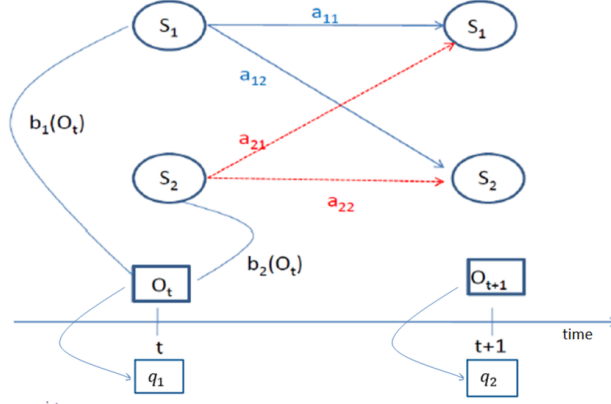 S1 a11 S1
a12
b1(Ot)
a21
S2 S2
a22
b2(Ot)
Ot Ot+1
time
t t+1
q1 q2